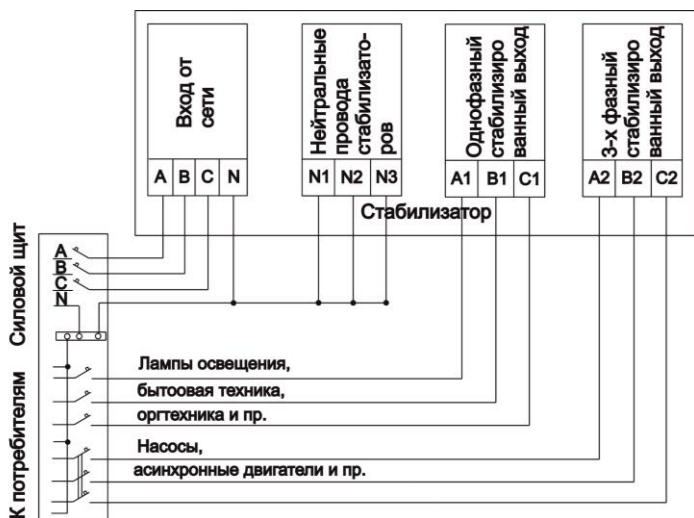 Вход от
сети
A B C N
Нейтральные
провода
стабилизато-
ров
N1 N2 N3
Однофазный
стабилизиро
ванный выход
A1 B1 C1
3-х фазный
стабилизиро
ванный выход
A2 B2 C2
Стабилизатор
Силовой щит
A
B
C
N
К потребителям
Лампы освещения,
бытоовая техника,
оргтехника и пр.
Насосы,
асинхронные двигатели и пр.